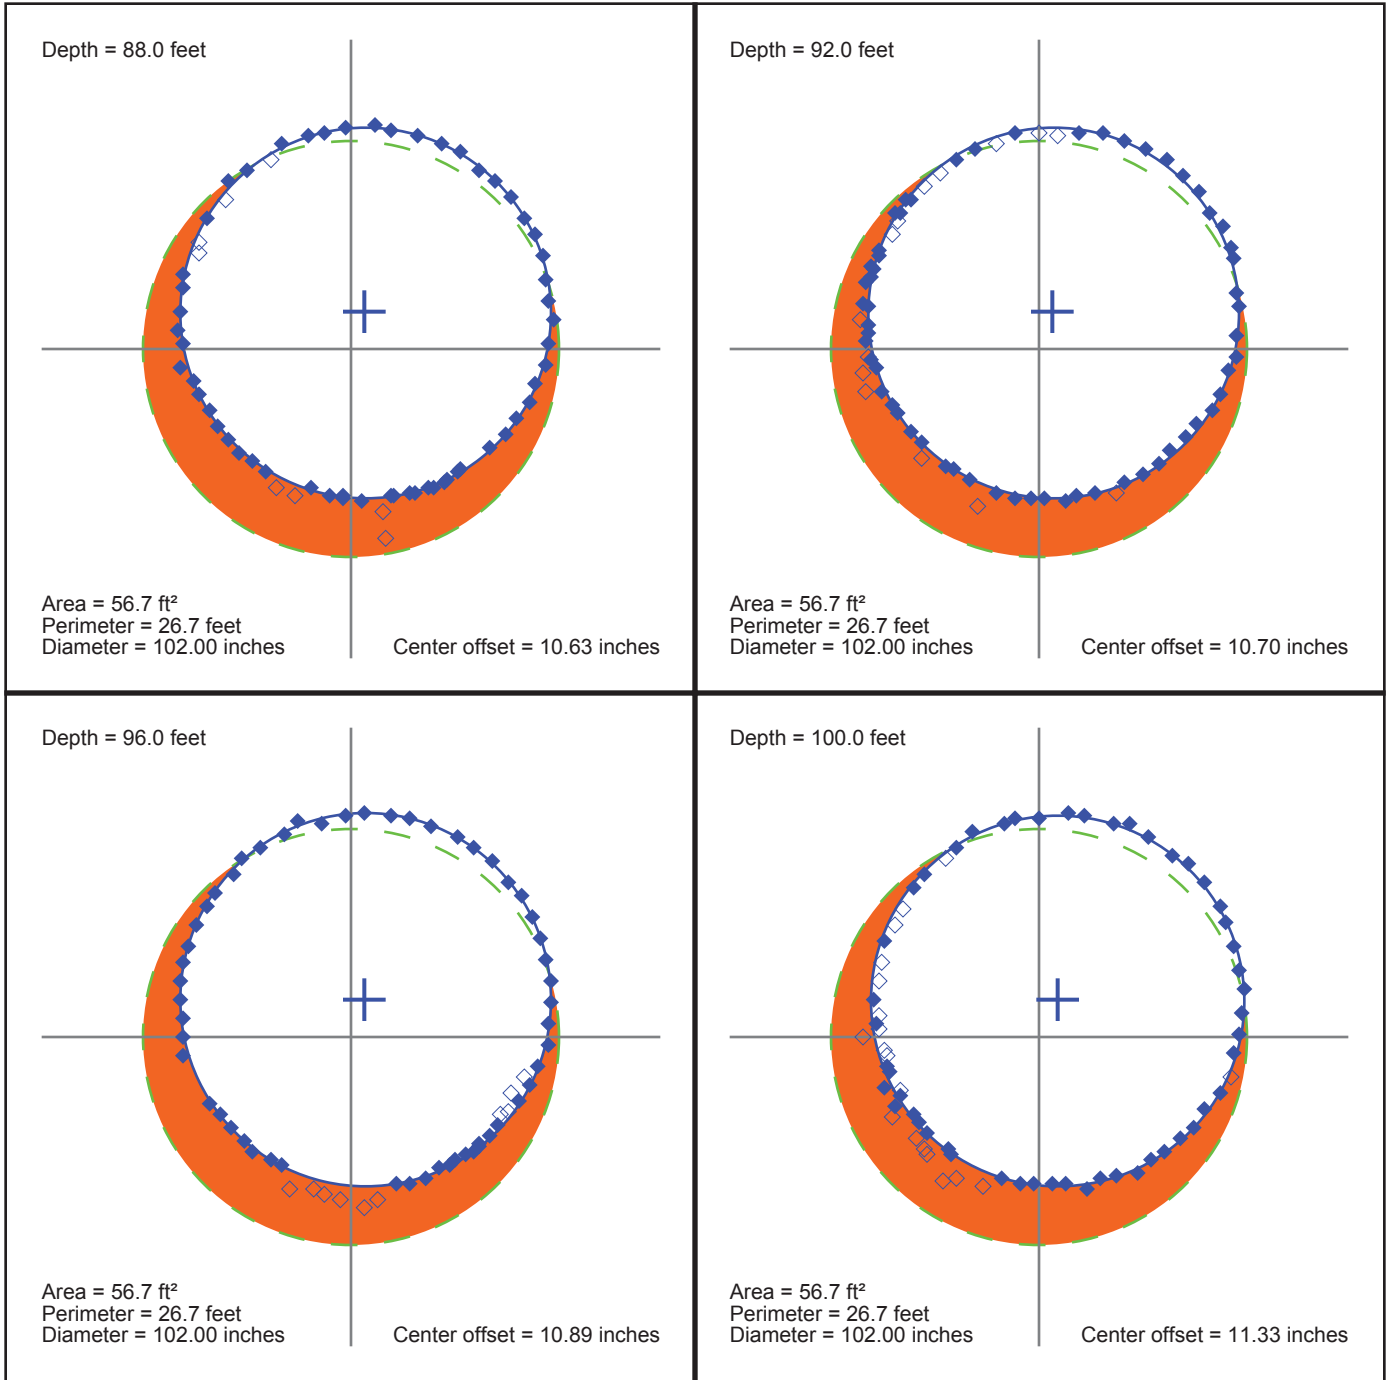 Depth = 88.0 feet
Area = 56.7 ft²
Perimeter = 26.7 feet
Diameter = 102.00 inches
Center offset = 10.63 inches
Depth = 92.0 feet
Area = 56.7 ft²
Perimeter = 26.7 feet
Diameter = 102.00 inches
Center offset = 10.70 inches
Depth = 96.0 feet
Area = 56.7 ft²
Perimeter = 26.7 feet
Diameter = 102.00 inches
Center offset = 10.89 inches
Depth = 100.0 feet
Area = 56.7 ft²
Perimeter = 26.7 feet
Diameter = 102.00 inches
Center offset = 11.33 inches